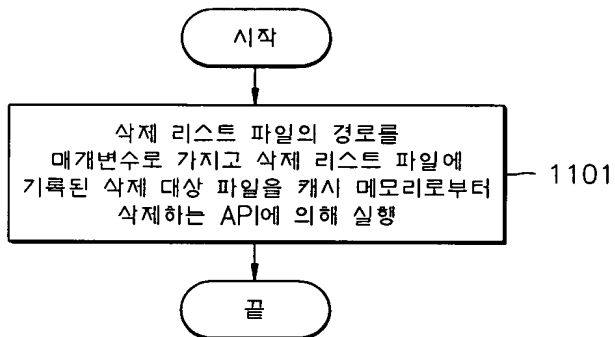 시작
삭제 리스트 파일의 경로를
매개변수로 가지고 삭제 리스트 파일에
기록된 삭제 대상 파일을 캐사 메모리로부터
삭제하는 API에 의해 실행
1101
끝